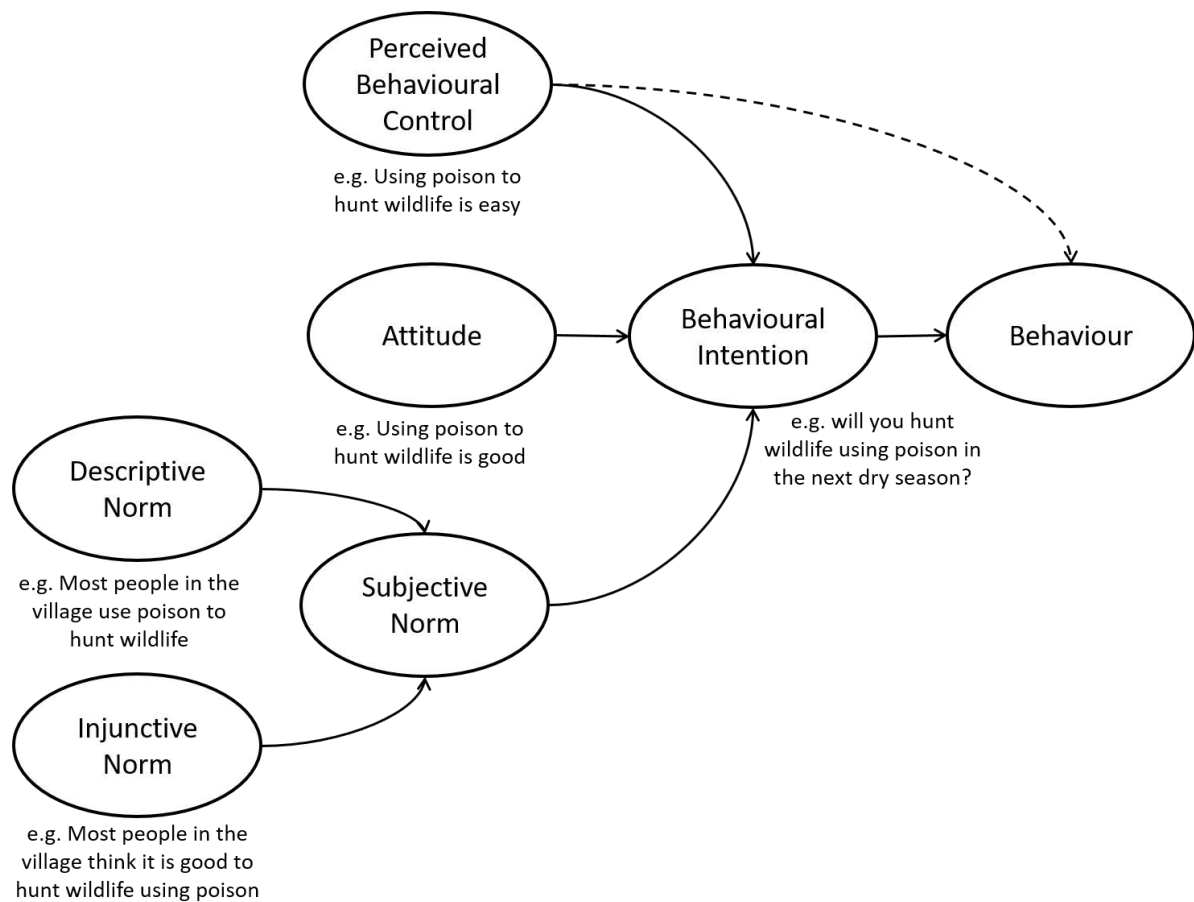 Perceived
Behavioural
Control
e.g. Using poison to
hunt wildlife is easy
Attitude
e.g. Using poison to
hunt wildlife is good
Behavioural
Intention
e.g. will you hunt
wildlife using poison in
the next dry season?
Behaviour
Descriptive
Norm
e.g. Most people in the
village use poison to
hunt wildlife
Subjective
Norm
Injunctive
Norm
e.g. Most people in the
village think it is good to
hunt wildlife using poison